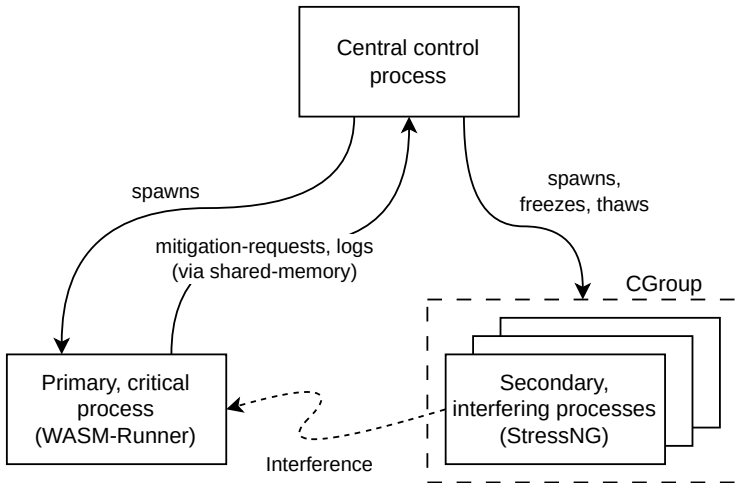 Central control
process
spawns
spawns,
freezes, thaws
mitigation-requests, logs
(via shared-memory)
CGroup
Primary, critical
process
(WASM-Runner)
Secondary,
interfering processes
(StressNG)
Interference